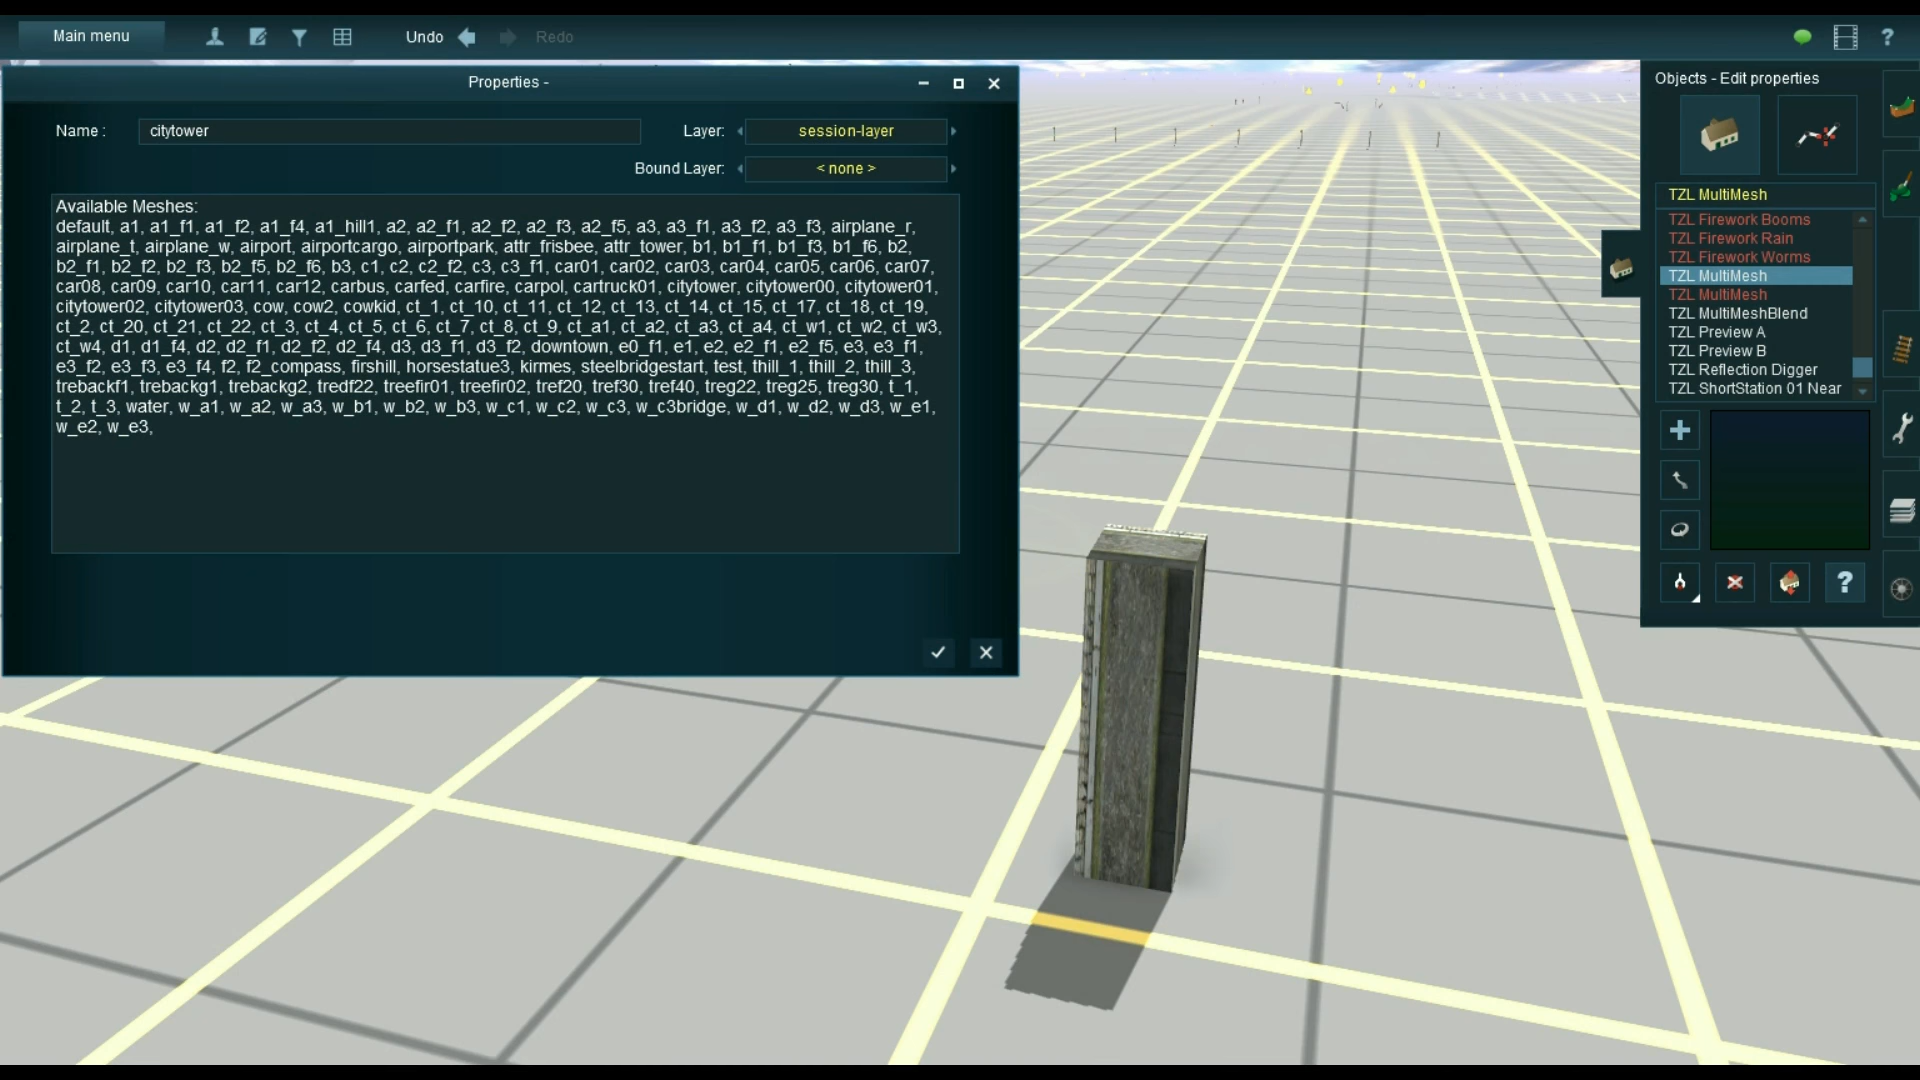 Main menu
Undo
Redo
Properties -
Name :
citytower
Layer:
session-layer
Bound Layer:
< none >
Available Meshes:
default, a1, a1_f1, a1_f2, a1_f4, a1_hill1, a2, a2_f1, a2_f2, a2_f3, a2_f5, a3, a3_f1, a3_f2, a3_f3, airplane_r,
airplane_t, airplane_w, airport, airportcargo, airportpark, attr_frisbee, attr_tower, b1, b1_f1, b1_f3, b1_f6, b2,
b2_f1, b2_f2, b2_f3, b2_f5, b2_f6, b3, c1, c2, c2_f2, c3, c3_f1, car01, car02, car03, car04, car05, car06, car07,
car08, car09, car10, car11, car12, carbus, carfed, carfire, carpol, cartruck01, citytower, citytower00, citytower01,
citytower02, citytower03, cow, cow2, cowkid, ct_1, ct_10, ct_11, ct_12, ct_13, ct_14, ct_15, ct_17, ct_18, ct_19,
ct_2, ct_20, ct_21, ct_22, ct_3, ct_4, ct_5, ct_6, ct_7, ct_8, ct_9, ct_a1, ct_a2, ct_a3, ct_a4, ct_w1, ct_w2, ct_w3,
ct_w4, d1, d1_f4, d2, d2_f1, d2_f2, d2_f4, d3, d3_f1, d3_f2, downtown, e0_f1, e1, e2, e2_f1, e2_f5, e3, e3_f1,
e3_f2, e3_f3, e3_f4, f2, f2_compass, firshill, horsestatue3, kirmes, steelbridgestart, test, thill_1, thill_2, thill_3,
trebackf1, trebackg1, trebackg2, tredf22, treefir01, treefir02, tref20, tref30, tref40, treg22, treg25, treg30, t_1,
t_2, t_3, water, w_a1, w_a2, w_a3, w_b1, w_b2, w_b3, w_c1, w_c2, w_c3, w_c3bridge, w_d1, w_d2, w_d3, w_e1,
w_e2, w_e3,
Objects - Edit properties
TZL MultiMesh
TZL Firework Booms
TZL Firework Rain
TZL Firework Worms
TZL MultiMesh
TZL MultiMesh
TZL MultiMeshBlend
TZL Preview A
TZL Preview B
TZL Reflection Digger
TZL ShortStation 01 Near